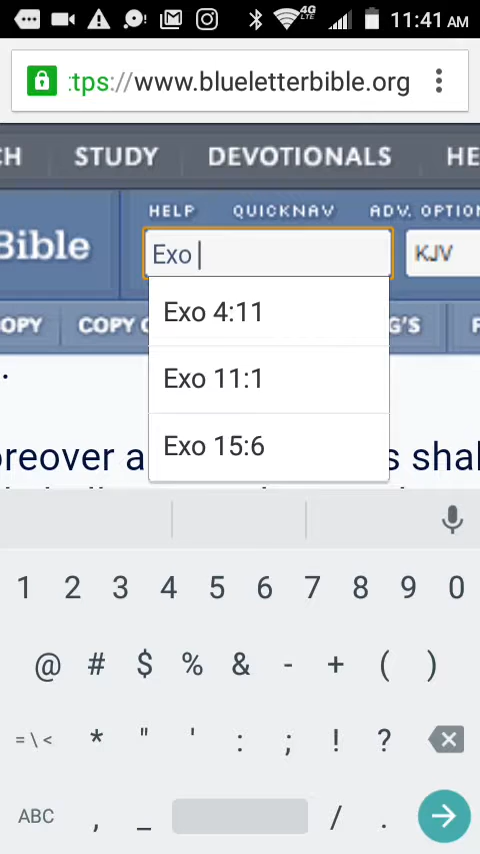 4G
LTE
11:41 AM
:tps://www.blueletterbible.org
CH STUDY DEVOTIONALS HE
HELP QUICKNAV ADV. OPTION
Bible Exo KJV
OPY COPY G'S
Exo 4:11
Exo 11:1
Exo 15:6
.
oreover a s shal
1 2 3 4 5 6 7 8 9 0
@ # $ % & - + ( )
= \ < * " ' : ; ! ?
ABC , _ / .